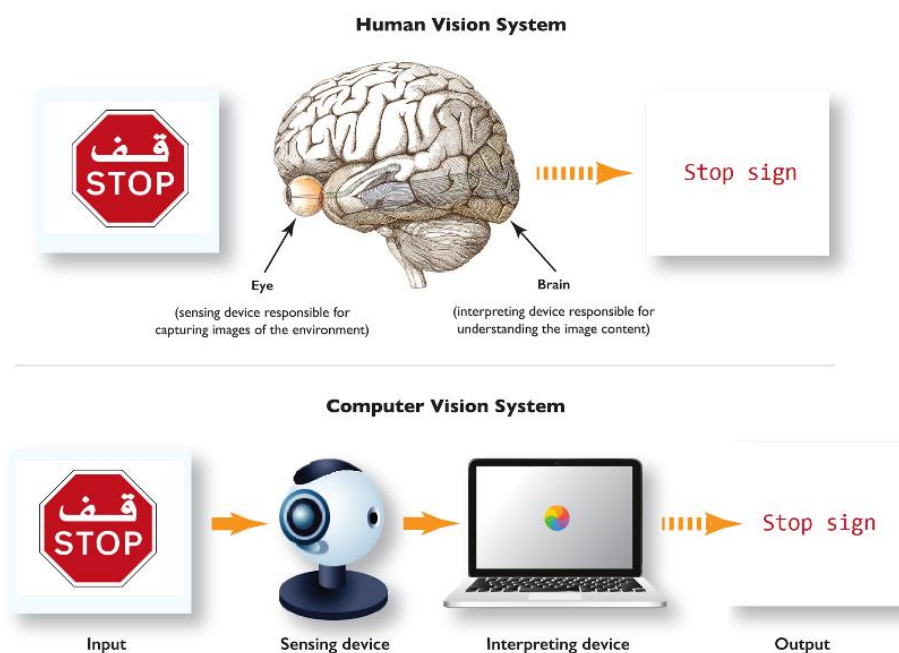 Human Vision System
قف
STOP
Stop sign
Eye
(sensing device responsible for
capturing images of the environment)
Brain
(interpreting device responsible for
understanding the image content)
Computer Vision System
قف
STOP
Stop sign
Input
Sensing device
Interpreting device
Output